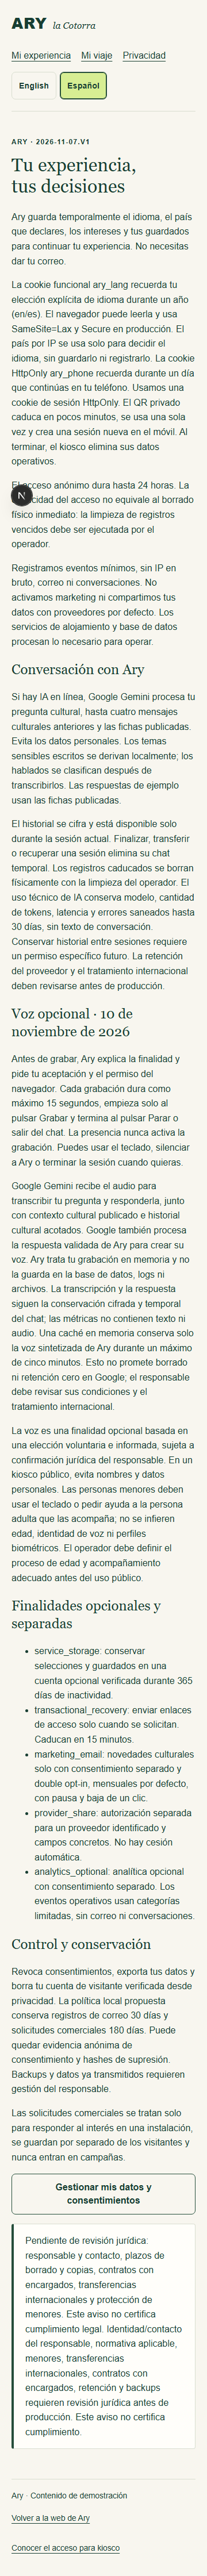 ARY la Cotorra
Mi experiencia Mi viaje Privacidad
English Español
ARY · 2026-11-07.V1
Tu experiencia,
tus decisiones
Ary guarda temporalmente el idioma, el país
que declares, los intereses y tus guardados
para continuar tu experiencia. No necesitas
dar tu correo.
La cookie funcional ary_lang recuerda tu
elección explícita de idioma durante un año
(en/es). El navegador puede leerla y usa
SameSite=Lax y Secure en producción. El
país por IP se usa solo para decidir el
idioma, sin guardarlo ni registrarlo. La cookie
HttpOnly ary_phone recuerda durante un día
que continúas en tu teléfono. Usamos una
cookie de sesión HttpOnly. El QR privado
caduca en pocos minutos, se usa una sola
vez y crea una sesión nueva en el móvil. Al
terminar, el kiosco elimina sus datos
operativos.
El acceso anónimo dura hasta 24 horas. La
del acceso no equivale al borrado
físico inmediato: la limpieza de registros
vencidos debe ser ejecutada por el
operador.
Registramos eventos mínimos, sin IP en
bruto, correo ni conversaciones. No
activamos marketing ni compartimos tus
datos con proveedores por defecto. Los
servicios de alojamiento y base de datos
procesan lo necesario para operar.
Conversación con Ary
Si hay IA en línea, Google Gemini procesa tu
pregunta cultural, hasta cuatro mensajes
culturales anteriores y las fichas publicadas.
Evita los datos personales. Los temas
sensibles escritos se derivan localmente; los
hablados se clasifican después de
transcribirlos. Las respuestas de ejemplo
usan las fichas publicadas.
El historial se cifra y está disponible solo
durante la sesión actual. Finalizar, transferir
o recuperar una sesión elimina su chat
temporal. Los registros caducados se borran
físicamente con la limpieza del operador. El
uso técnico de IA conserva modelo, cantidad
de tokens, latencia y errores saneados hasta
30 días, sin texto de conversación.
Conservar historial entre sesiones requiere
un permiso específico futuro. La retención
del proveedor y el tratamiento internacional
deben revisarse antes de producción.
Voz opcional · 10 de
noviembre de 2026
Antes de grabar, Ary explica la finalidad y
pide tu aceptación y el permiso del
navegador. Cada grabación dura como
máximo 15 segundos, empieza solo al
pulsar Grabar y termina al pulsar Parar o
salir del chat. La presencia nunca activa la
grabación. Puedes usar el teclado, silenciar
a Ary o terminar la sesión cuando quieras.
Google Gemini recibe el audio para
transcribir tu pregunta y responderla, junto
con contexto cultural publicado e historial
cultural acotados. Google también procesa
la respuesta validada de Ary para crear su
voz. Ary trata tu grabación en memoria y no
la guarda en la base de datos, logs ni
archivos. La transcripción y la respuesta
siguen la conservación cifrada y temporal
del chat; las métricas no contienen texto ni
audio. Una caché en memoria conserva solo
la voz sintetizada de Ary durante un máximo
de cinco minutos. Esto no promete borrado
ni retención cero en Google; el responsable
debe revisar sus condiciones y el
tratamiento internacional.
La voz es una finalidad opcional basada en
una elección voluntaria e informada, sujeta a
confirmación jurídica del responsable. En un
kiosco público, evita nombres y datos
personales. Las personas menores deben
usar el teclado o pedir ayuda a la persona
adulta que las acompaña; no se infieren
edad, identidad de voz ni perfiles
biométricos. El operador debe definir el
proceso de edad y acompañamiento
adecuado antes del uso público.
Finalidades opcionales y
separadas
• service_storage: conservar
selecciones y guardados en una
cuenta opcional verificada durante 365
días de inactividad.
• transactional_recovery: enviar enlaces
de acceso solo cuando se solicitan.
Caducan en 15 minutos.
• marketing_email: novedades culturales
solo con consentimiento separado y
double opt-in, mensuales por defecto,
con pausa y baja de un clic.
• provider_share: autorización separada
para un proveedor identificado y
campos concretos. No hay cesión
automática.
• analytics_optional: analítica opcional
con consentimiento separado. Los
eventos operativos usan categorías
limitadas, sin correo ni conversaciones.
Control y conservación
Revoca consentimientos, exporta tus datos y
borra tu cuenta de visitante verificada desde
privacidad. La política local propuesta
conserva registros de correo 30 días y
solicitudes comerciales 180 días. Puede
quedar evidencia anónima de
consentimiento y hashes de supresión.
Backups y datos ya transmitidos requieren
gestión del responsable.
Las solicitudes comerciales se tratan solo
para responder al interés en una instalación,
se guardan por separado de los visitantes y
nunca entran en campañas.
Gestionar mis datos y
consentimientos
Pendiente de revisión jurídica:
responsable y contacto, plazos de
borrado y copias, contratos con
encargados, transferencias
internacionales y protección de
menores. Este aviso no certifica
cumplimiento legal. Identidad/contacto
del responsable, normativa aplicable,
menores, transferencias
internacionales, contratos con
encargados, retención y backups
requieren revisión jurídica antes de
producción. Este aviso no certifica
cumplimiento.
Ary · Contenido de demostración
Volver a la web de Ary
Conocer el acceso para kiosco